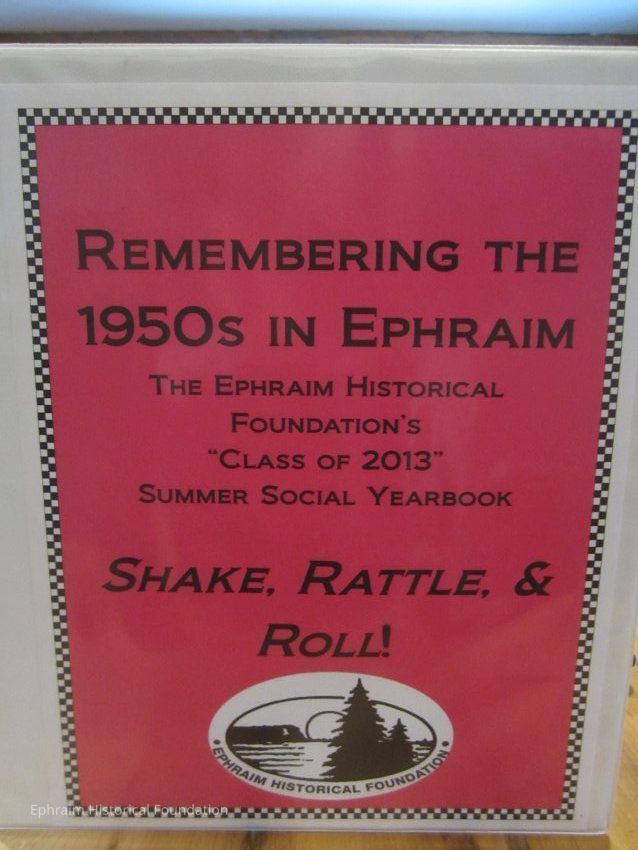 Remembering the
1950s in Ephraim
The Ephraim Historical
Foundation's
"Class of 2013"
Summer Social Yearbook
Shake, Rattle, &
Roll!
• Ephraim Historical Foundation •
Ephraim Historical Foundation